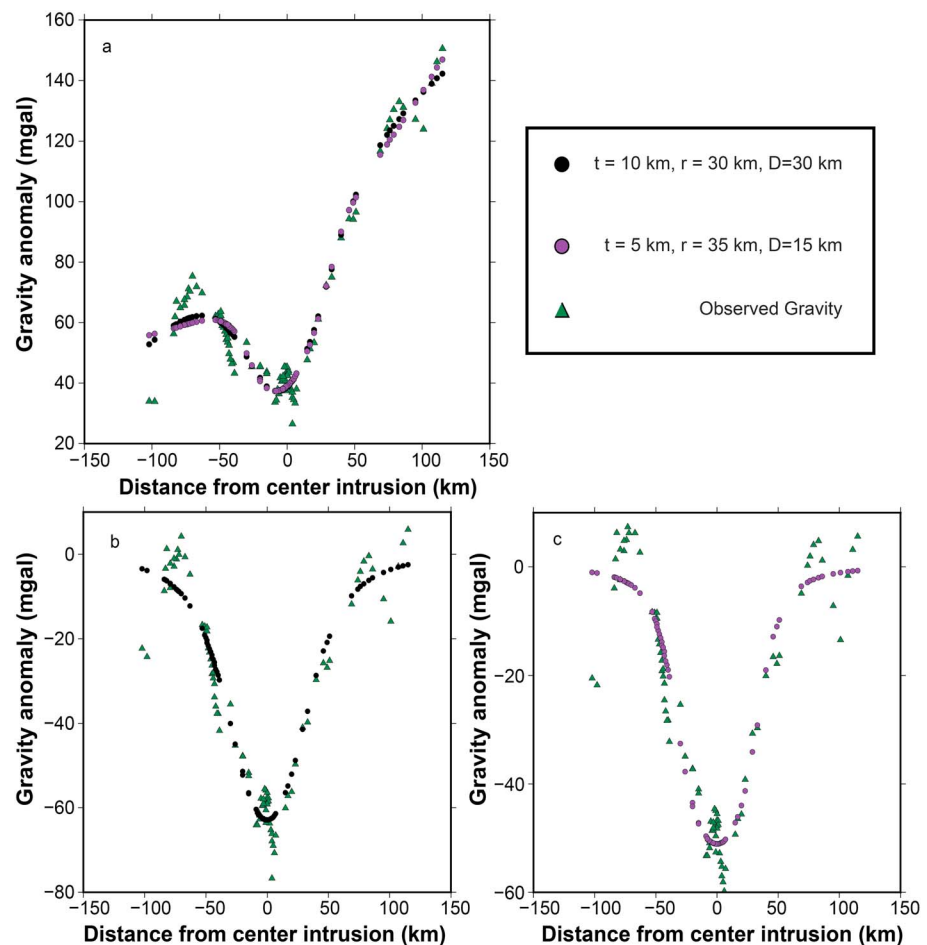 a
160
140
120
100
80
60
40
20
Gravity anomaly (mgal)
−150 −100 −50 0 50 100 150
Distance from center intrusion (km)
t = 10 km, r = 30 km, D=30 km
t = 5 km, r = 35 km, D=15 km
Observed Gravity
b
0
−20
−40
−60
−80
Gravity anomaly (mgal)
−150 −100 −50 0 50 100 150
Distance from center intrusion (km)
c
0
−20
−40
−60
Gravity anomaly (mgal)
−150 −100 −50 0 50 100 150
Distance from center intrusion (km)